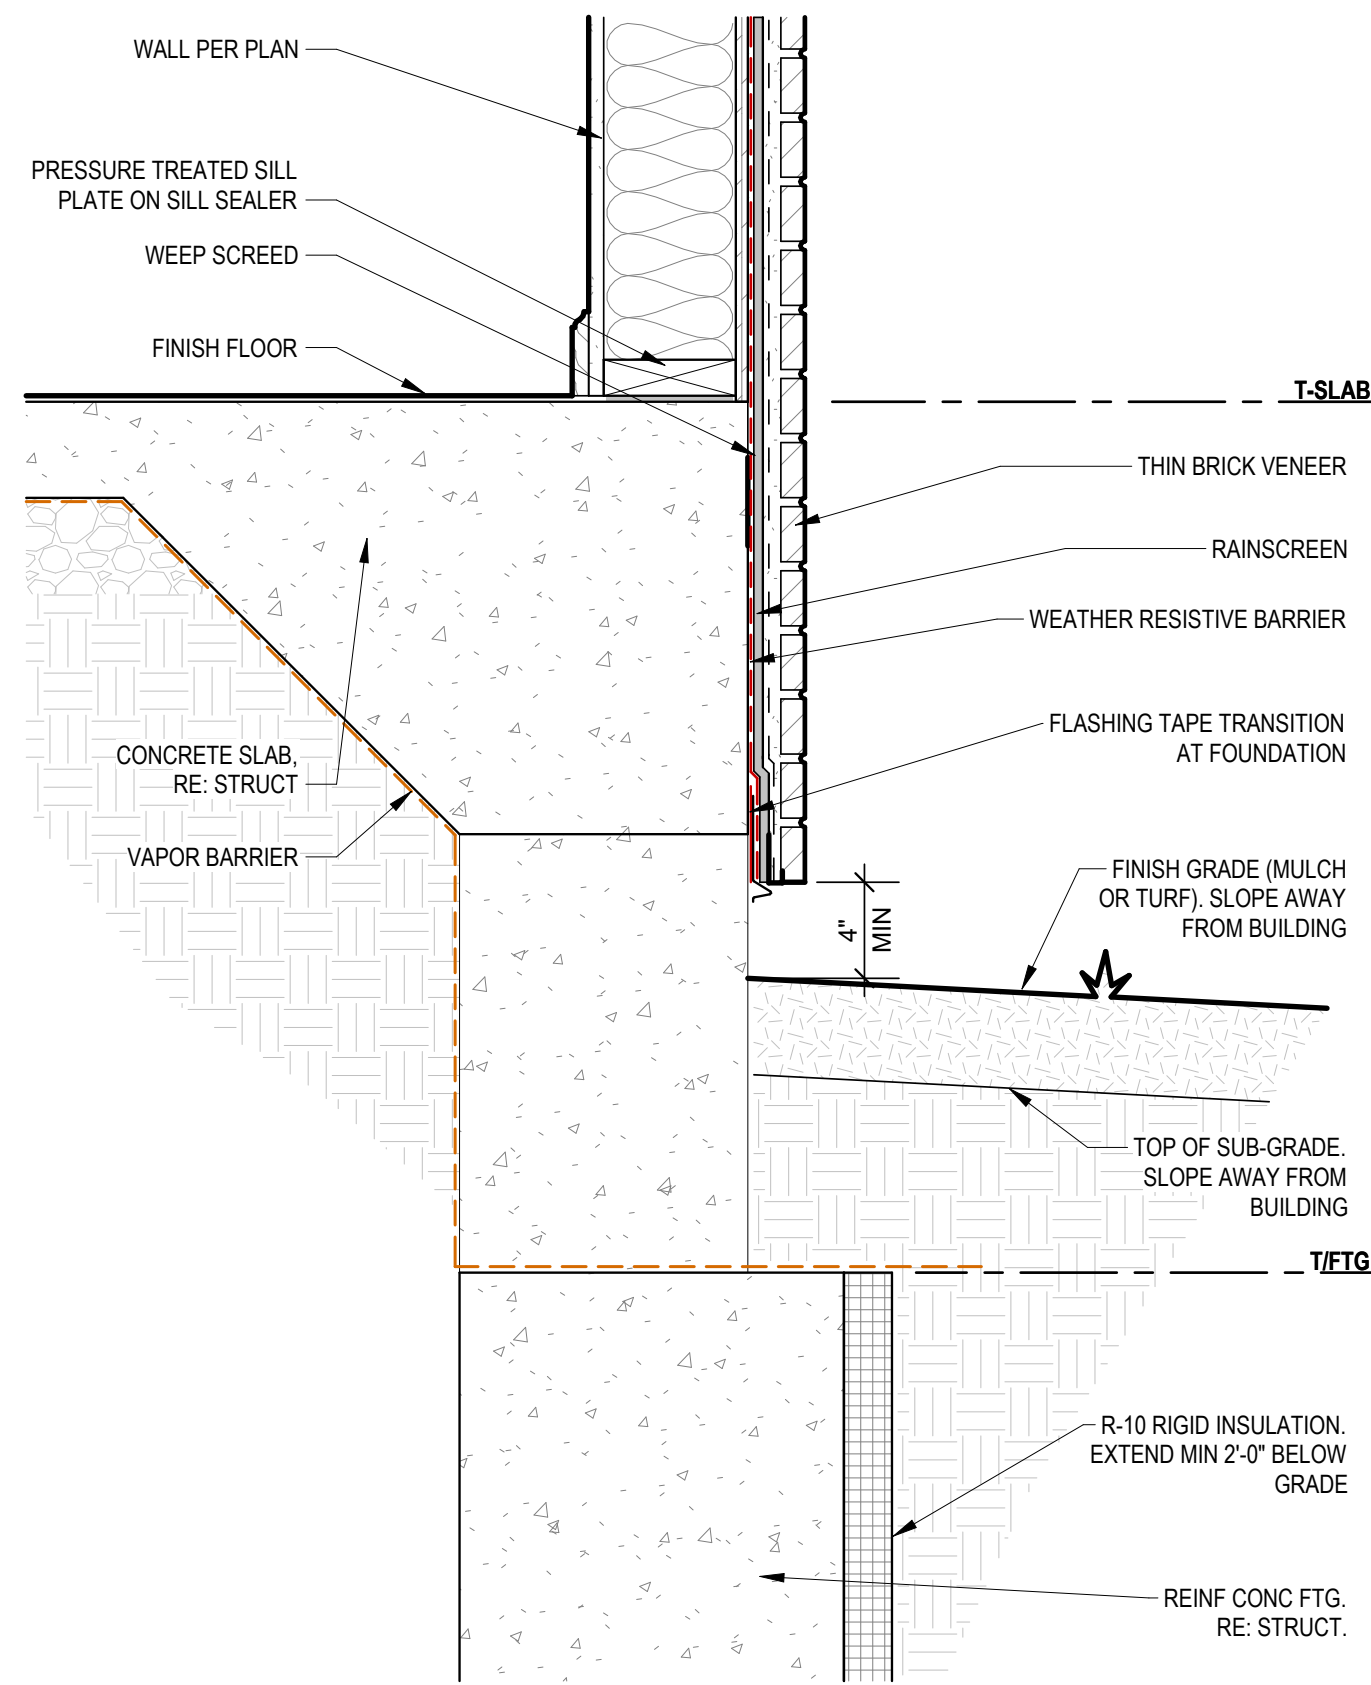 WALL PER PLAN
PRESSURE TREATED SILL
PLATE ON SILL SEALER
WEEP SCREED
FINISH FLOOR
T-SLAB
THIN BRICK VENEER
RAINSCREEN
WEATHER RESISTIVE BARRIER
FLASHING TAPE TRANSITION
AT FOUNDATION
CONCRETE SLAB,
RE: STRUCT
VAPOR BARRIER
FINISH GRADE (MULCH
OR TURF). SLOPE AWAY
FROM BUILDING
4"
MIN
TOP OF SUB-GRADE.
SLOPE AWAY FROM
BUILDING
T/FTG
R-10 RIGID INSULATION.
EXTEND MIN 2'-0" BELOW
GRADE
REINF CONC FTG.
RE: STRUCT.